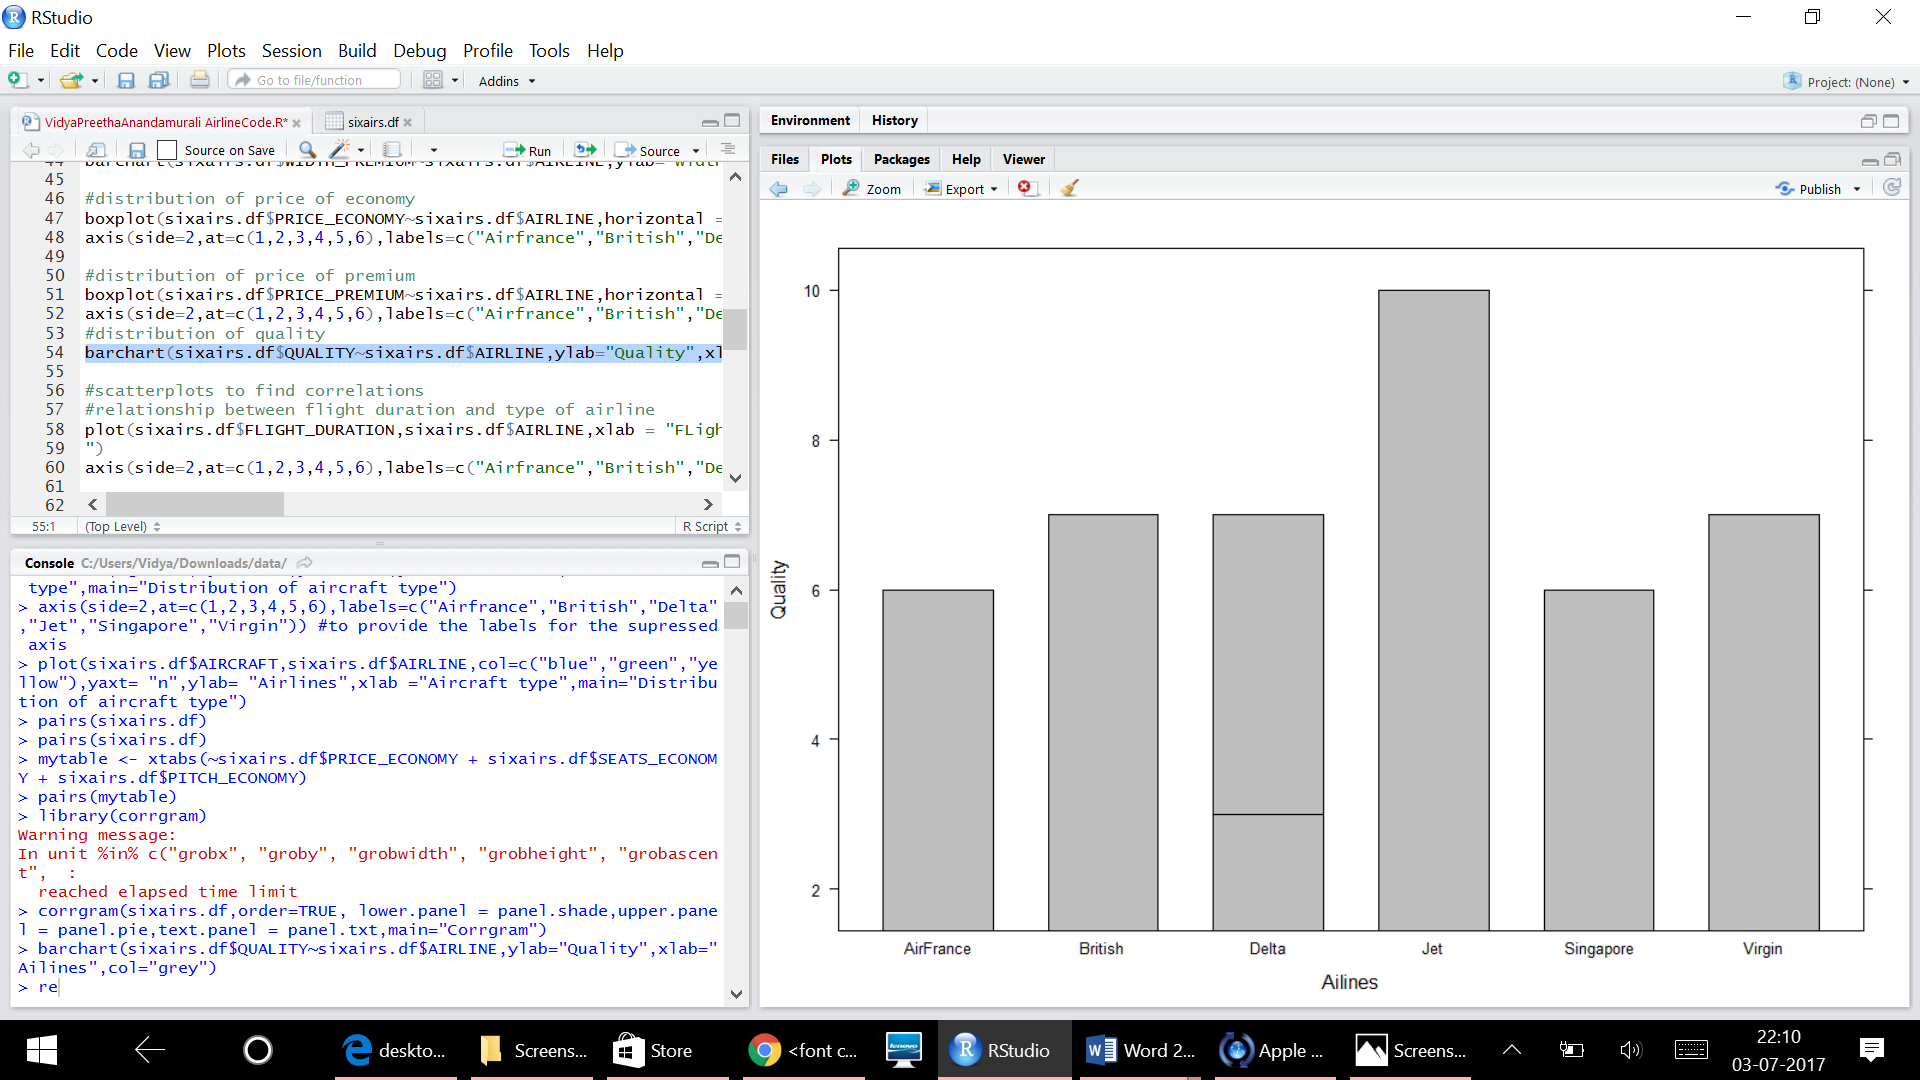 RStudio
File Edit Code View Plots Session Build Debug Profile Tools Help
Go to file/function Addins Project: (None)
VidyaPreethaAnandamurali AirlineCode.R* sixairs.df
Source on Save Run Source
45
46 #distribution of price of economy
47 boxplot(sixairs.df$PRICE_ECONOMY~sixairs.df$AIRLINE,horizontal =
48 axis(side=2,at=c(1,2,3,4,5,6),labels=c("Airfrance","British","De
49
50 #distribution of price of premium
51 boxplot(sixairs.df$PRICE_PREMIUM~sixairs.df$AIRLINE,horizontal =
52 axis(side=2,at=c(1,2,3,4,5,6),labels=c("Airfrance","British","De
53 #distribution of quality
54 barchart(sixairs.df$QUALITY~sixairs.df$AIRLINE,ylab="Quality",xl
55
56 #scatterplots to find correlations
57 #relationship between flight duration and type of airline
58 plot(sixairs.df$FLIGHT_DURATION,sixairs.df$AIRLINE,xlab = "FLigh
59 ")
60 axis(side=2,at=c(1,2,3,4,5,6),labels=c("Airfrance","British","De
61
62
55:1 (Top Level) R Script
Console C:/Users/Vidya/Downloads/data/
type",main="Distribution of aircraft type")
> axis(side=2,at=c(1,2,3,4,5,6),labels=c("Airfrance","British","Delta"
,"Jet","Singapore","Virgin")) #to provide the labels for the supressed
axis
> plot(sixairs.df$AIRCRAFT,sixairs.df$AIRLINE,col=c("blue","green","ye
llow"),yaxt= "n",ylab= "Airlines",xlab ="Aircraft type",main="Distribu
tion of aircraft type")
> pairs(sixairs.df)
> pairs(sixairs.df)
> mytable <- xtabs(~sixairs.df$PRICE_ECONOMY + sixairs.df$SEATS_ECONOM
Y + sixairs.df$PITCH_ECONOMY)
> pairs(mytable)
> library(corrgram)
Warning message:
In unit %in% c("grobx", "groby", "grobwidth", "grobheight", "grobascen
t", :
reached elapsed time limit
> corrgram(sixairs.df,order=TRUE, lower.panel = panel.shade,upper.pane
l = panel.pie,text.panel = panel.txt,main="Corrgram")
> barchart(sixairs.df$QUALITY~sixairs.df$AIRLINE,ylab="Quality",xlab="
Ailines",col="grey")
> re
Environment History
Files Plots Packages Help Viewer
Zoom Export Publish
10
8
6
4
2
Quality
AirFrance British Delta Jet Singapore Virgin
Ailines
deskto... Screens... Store <font c... lenovo RStudio Word 2... Apple ... Screens...
22:10
03-07-2017